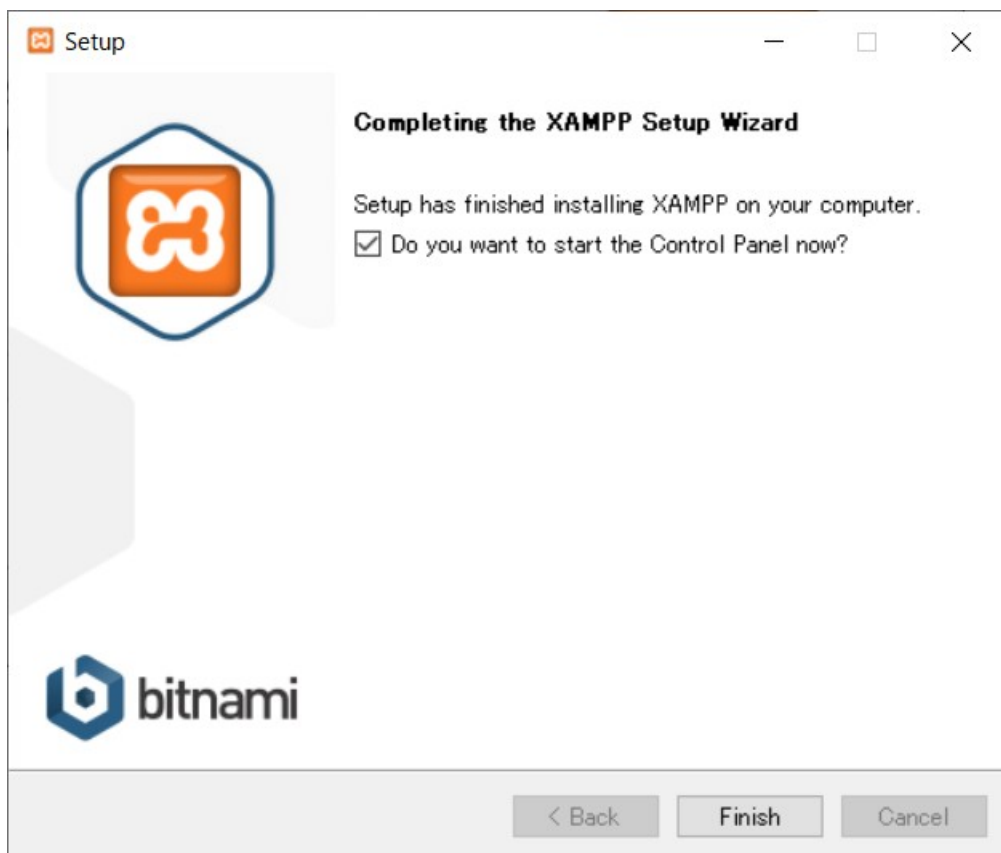 Setup
Completing the XAMPP Setup Wizard
Setup has finished installing XAMPP on your computer.
Do you want to start the Control Panel now?
bitnami
< Back
Finish
Cancel